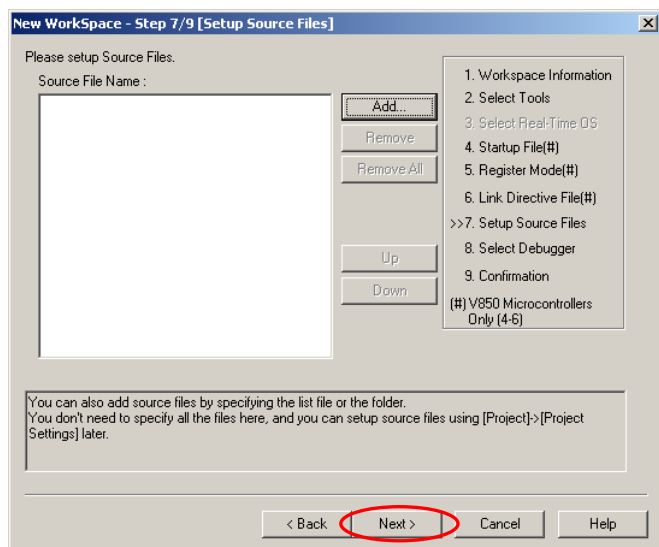 New WorkSpace - Step 7/9 [Setup Source Files]
Please setup Source Files.
Source File Name :
Add...
Remove
Remove All
Up
Down
1. Workspace Information
2. Select Tools
3. Select Real-Time OS
4. Startup File(#)
5. Register Mode(#)
6. Link Directive File(#)
>>7. Setup Source Files
8. Select Debugger
9. Confirmation
(#) V850 Microcontrollers
Only (4-6)
You can also add source files by specifying the list file or the folder.
You don't need to specify all the files here, and you can setup source files using [Project]->[Project
Settings] later.
< Back
Next >
Cancel
Help